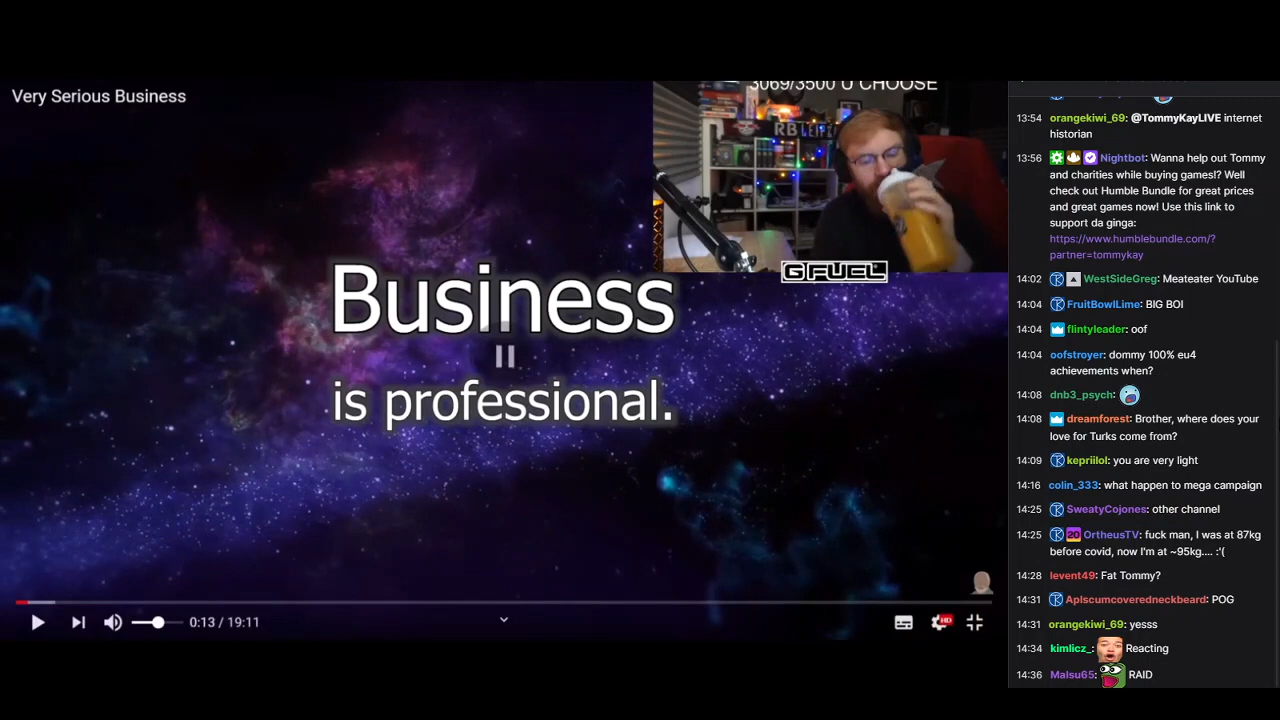 Very Serious Business
3069/3500 U CHOOSE
RB LEIPZIG
G FUEL
Business
is professional.
0:13 / 19:11
HD
13:54 orangekiwi_69: @TommyKayLIVE internet
historian
13:56 Nightbot: Wanna help out Tommy
and charities while buying games!? Well
check out Humble Bundle for great prices
and great games now! Use this link to
support da ginga:
https://www.humblebundle.com/?
partner=tommykay
14:02 WestSideGreg: Meateater YouTube
14:04 FruitBowlLime: BIG BOI
14:04 flintyleader: oof
14:04 oofstroyer: dommy 100% eu4
achievements when?
14:08 dnb3_psych:
14:08 dreamforest: Brother, where does your
love for Turks come from?
14:09 kepriilol: you are very light
14:16 colin_333: what happen to mega campaign
14:25 SweatyCojones: other channel
14:25 20 OrtheusTV: fuck man, I was at 87kg
before covid, now I'm at ~95kg.... :'(
14:28 levent49: Fat Tommy?
14:31 Aplscumcoveredneckbeard: POG
14:31 orangekiwi_69: yesss
14:34 kimlicz_: Reacting
14:36 Malsu65: RAID